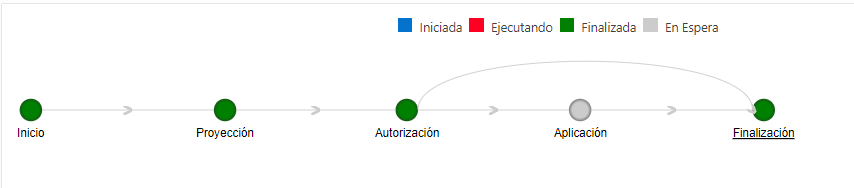 Iniciada Ejecutando Finalizada En Espera
Inicio Proyección Autorización Aplicación Finalización